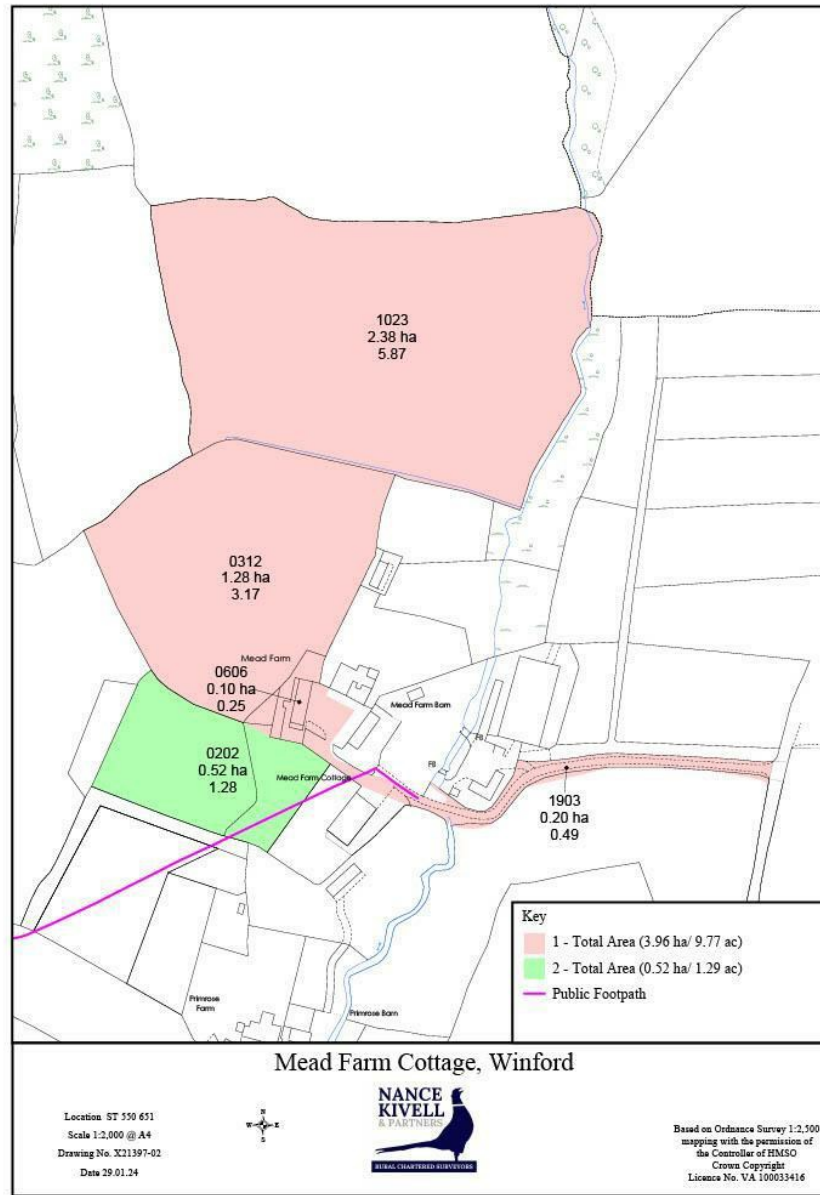 1023
2.38 ha
5.87
0312
1.28 ha
3.17
Mead Farm
0606
0.10 ha
0.25
Mead Farm Barn
0202
0.52 ha
1.28
Mead Farm Cottage
FB
FB
1903
0.20 ha
0.49
Primrose
Farm
Primrose Barn
Key
1 - Total Area (3.96 ha/ 9.77 ac)
2 - Total Area (0.52 ha/ 1.29 ac)
Public Footpath
Mead Farm Cottage, Winford
Location ST 550 651
Scale 1:2,000 @ A4
Drawing No. X21397-02
Date 29.01.24
N
W E
S
NANCE
KIVELL
& PARTNERS
RURAL CHARTERED SURVEYORS
Based on Ordnance Survey 1:2,500
mapping with the permission of
the Controller of HMSO
Crown Copyright
Licence No. VA 100033416